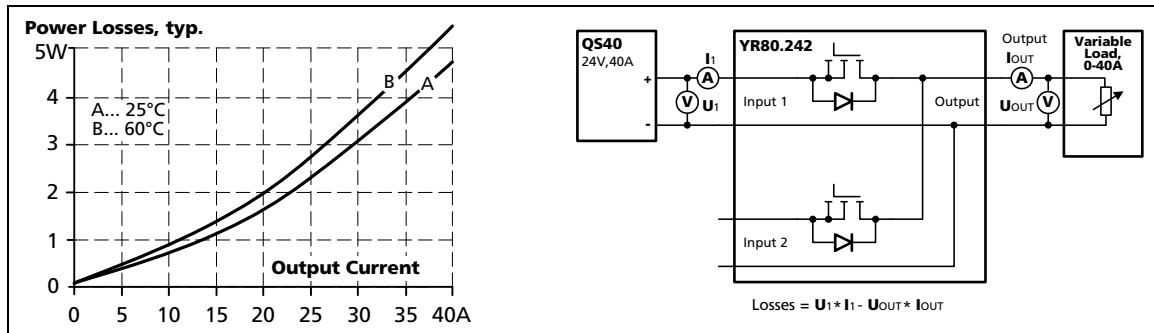 Power Losses, typ.
5W
4
3
2
1
0
A... 25°C
B... 60°C
B
A
Output Current
0 5 10 15 20 25 30 35 40A
QS40
24V,40A
+
-
I1
A
V
U1
YR80.242
Input 1
Output
Input 2
Output
IOUT
A
UOUT
V
Variable
Load,
0-40A
Losses = U1* I1 - UOUT* IOUT